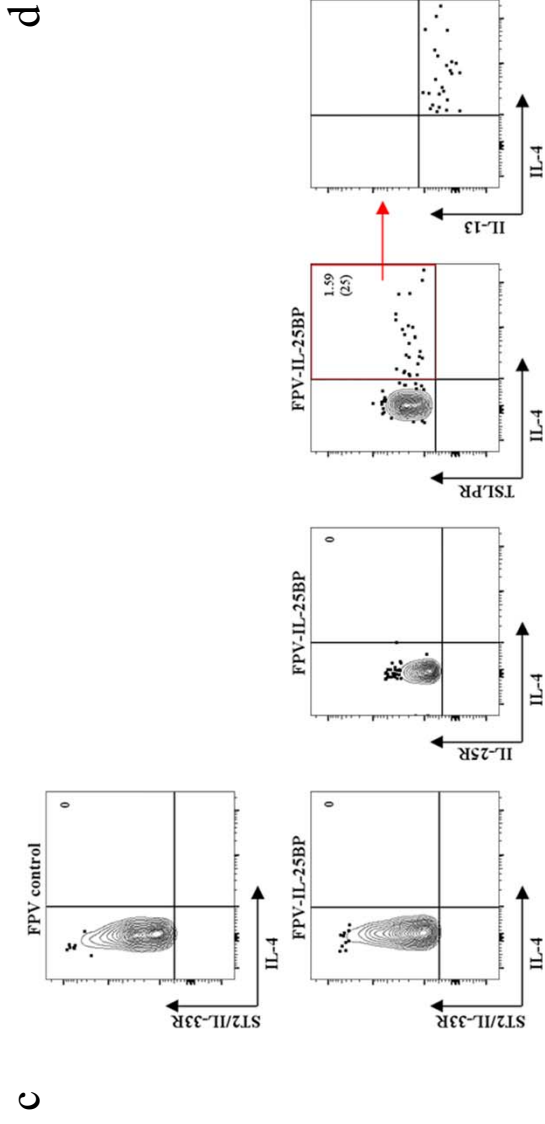 c
FPV control
0
ST2/IL-33R
IL-4
FPV-IL-25BP
0
ST2/IL-33R
IL-4
FPV-IL-25BP
0
IL-25R
IL-4
FPV-IL-25BP
1.59
(25)
TSLPR
IL-4
d
IL-13
IL-4